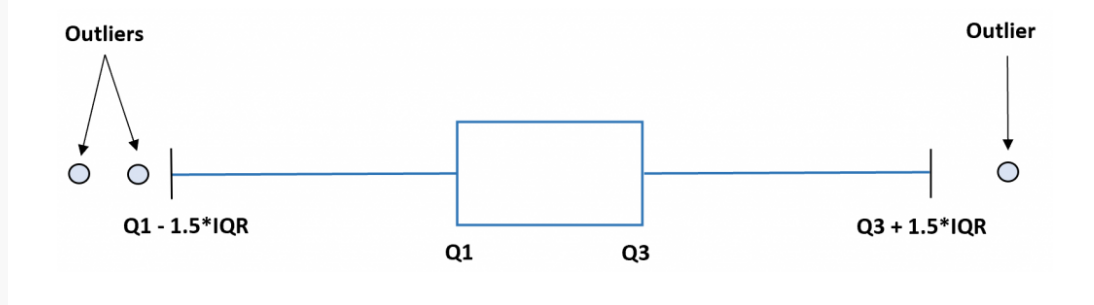 Outliers
Outlier
Q1 - 1.5*IQR
Q3 + 1.5*IQR
Q1
Q3